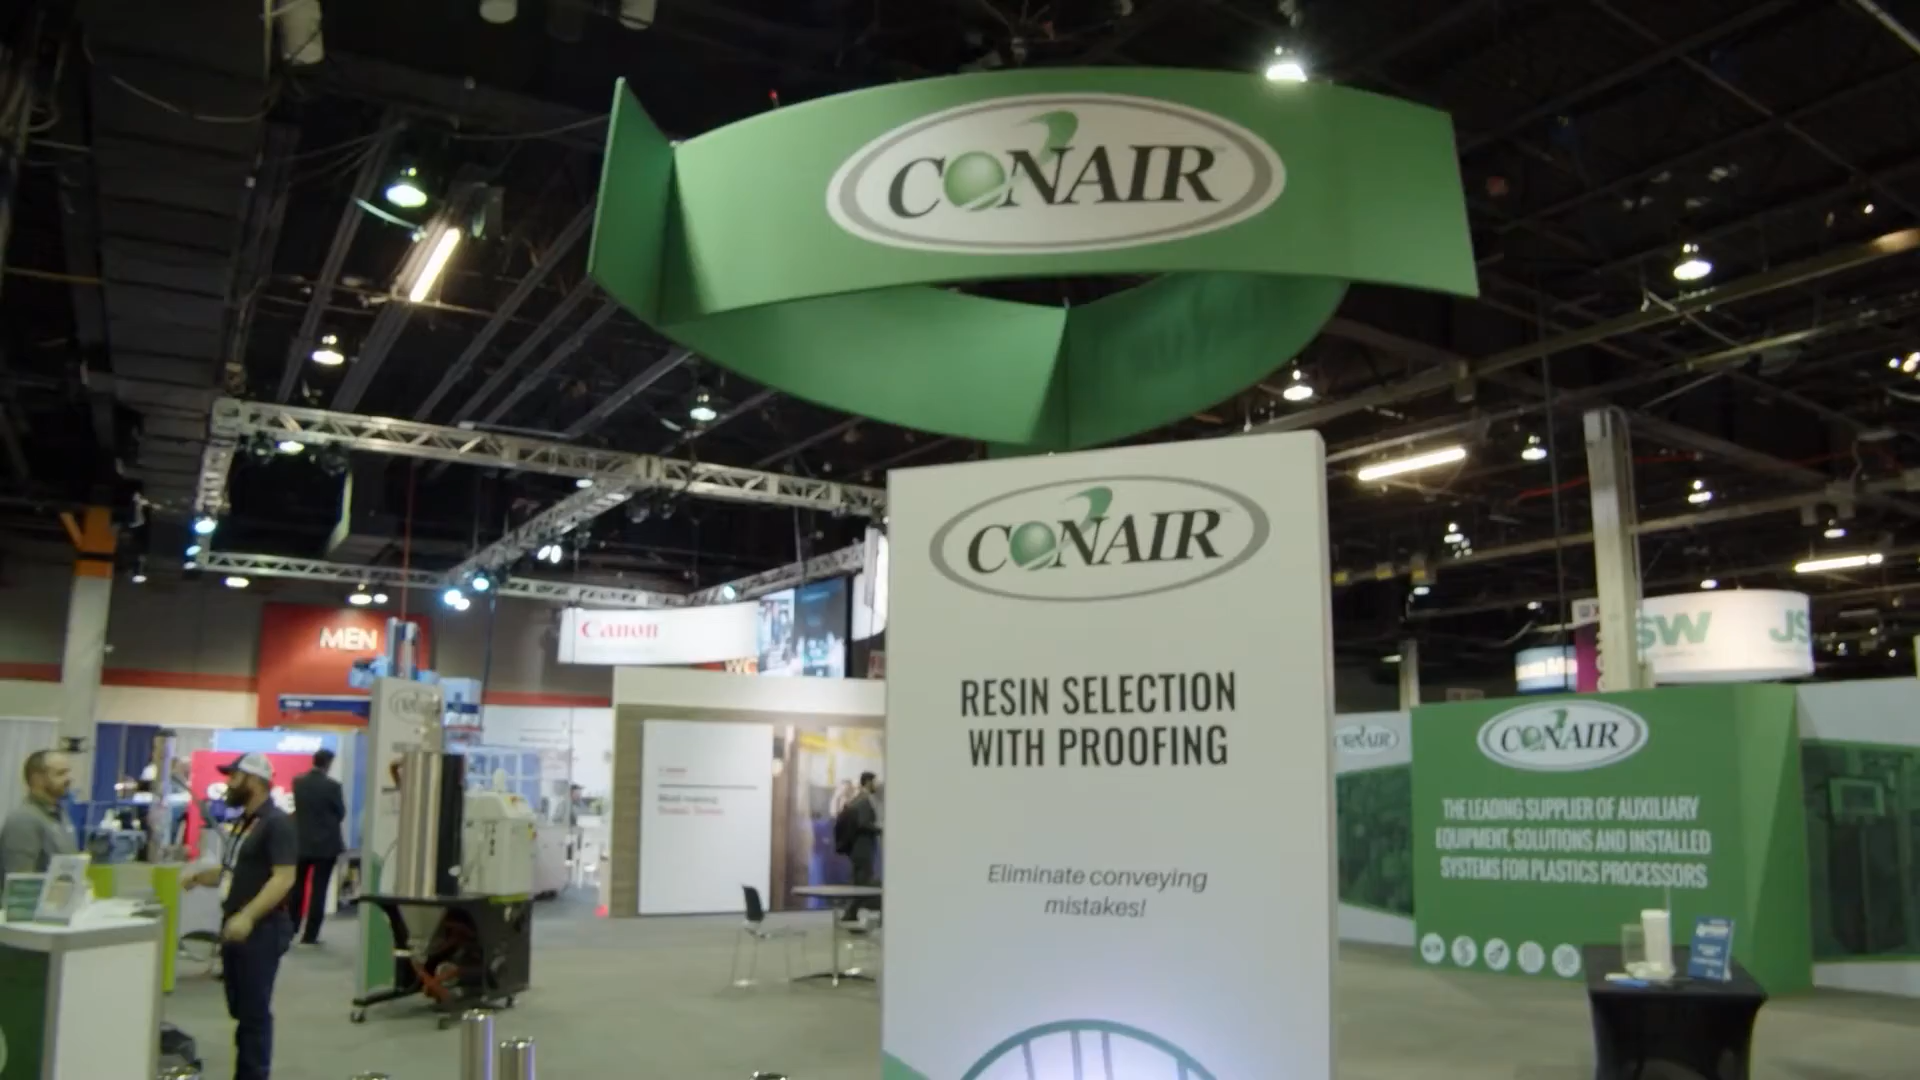 CONAIR
CONAIR
RESIN SELECTION
WITH PROOFING
Eliminate conveying
mistakes!
MEN
Canon
SW
JS
CONAIR
CONAIR
THE LEADING SUPPLIER OF AUXILIARY
EQUIPMENT, SOLUTIONS AND INSTALLED
SYSTEMS FOR PLASTICS PROCESSORS